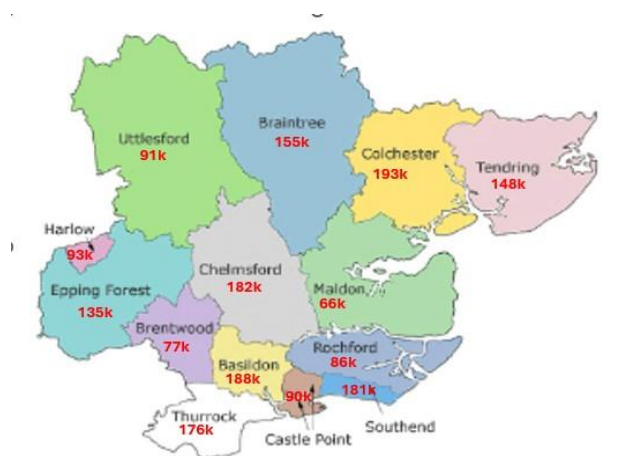 Uttlesford
91k
Braintree
155k
Colchester
193k
Tendring
148k
Harlow
93k
Epping Forest
135k
Chelmsford
182k
Maldon
66k
Brentwood
77k
Basildon
188k
Rochford
86k
90k
181k
Thurrock
176k
Castle Point
Southend